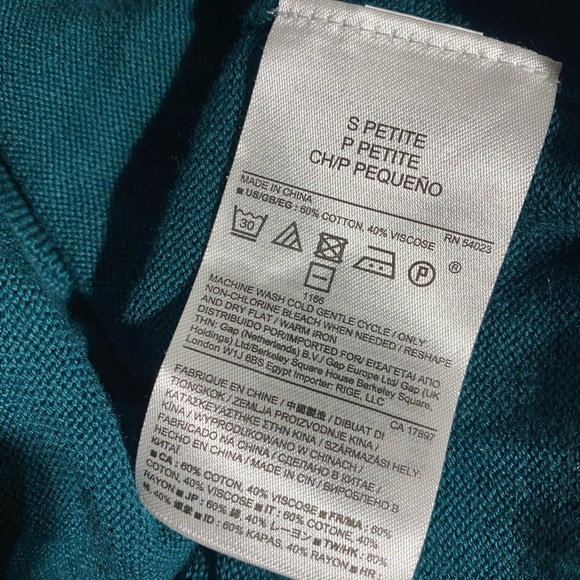 S PETITE
P PETITE
CH/P PEQUEÑO
MADE IN CHINA RN 54023
■ US/GB/EG : 60% COTTON, 40% VISCOSE
30 P ®
1166
MACHINE WASH COLD GENTLE CYCLE / ONLY
NON-CHLORINE BLEACH WHEN NEEDED / RESHAPE
AND DRY FLAT / WARM IRON
DISTRIBUIDO POR/IMPORTED FOR/ ΕΙΣΑΓΕΤΑΙ ΑΠΟ
ΤΗΝ: Gap (Netherlands) B.V./ Gap Europe Ltd/ Gap (UK
Holdings) Ltd/Berkeley Square House Berkeley Square,
London W1J 6BS Egypt Importer: RIGE, LLC
CA 17897
FABRIQUÉ EN CHINE / 中國製造 / DIBUAT DI
TIONGKOK / ZEMLJA PROIZVODNJE KINA /
ΚΑΤΑΣΚΕΥΑΣΤΗΚΕ ΣΤΗΝ ΚΙΝΑ / SZÁRMAZÁSI HELY:
KÍNA / WYPRODUKOWANO W CHINACH /
FABRICADO NA CHINA / СДЕЛАНО В КИТАЕ /
HECHO EN CHINA / MADE IN ÇİN / ВИРОБЛЕНО В
КИТАЇ
■ CA : 60% COTTON, 40% VISCOSE ■ FR/MA : 60%
COTON, 40% VISCOSE ■ IT : 60% COTONE, 40%
RAYON ■ JP : 60% 綿, 40% レーヨン ■ TW/HK : 60%
40% 嫘縈 ■ ID : 60% KAPAS, 40% RAYON ■ HR :